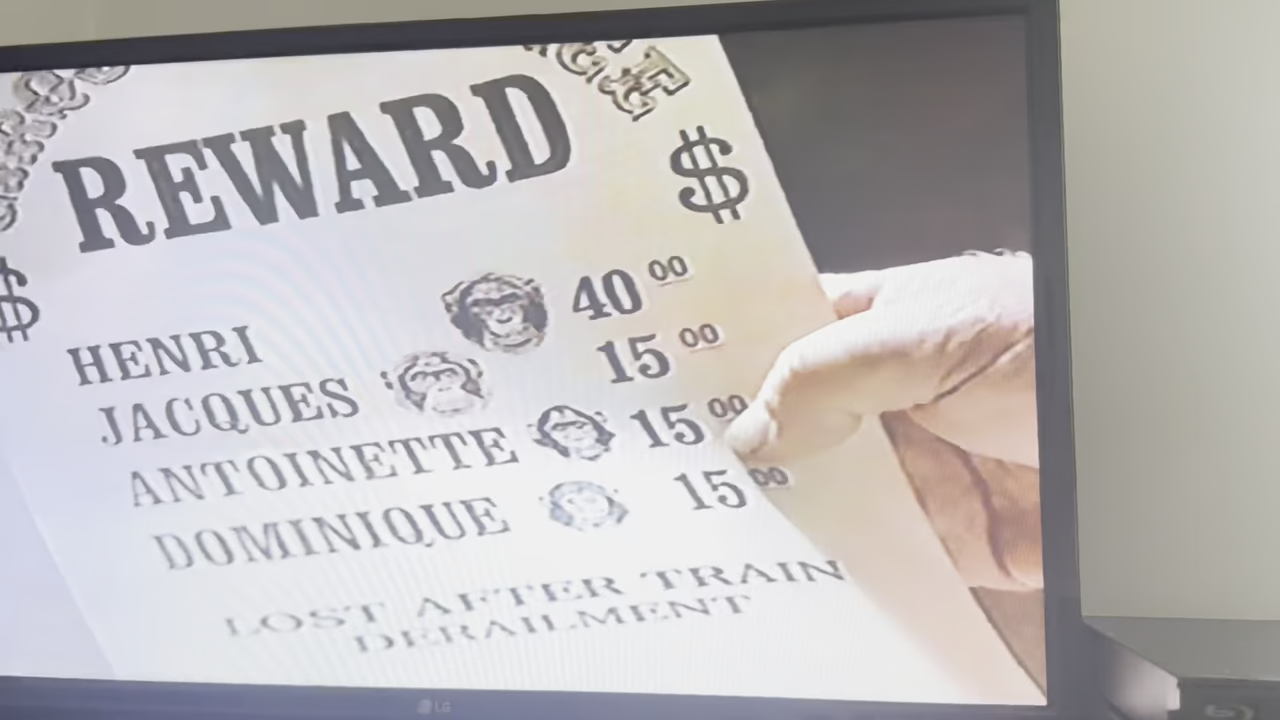 REWARD
$ $
HENRI 40 00
JACQUES 15 00
ANTOINETTE 15 00
DOMINIQUE 15 00
LOST AFTER TRAIN
DERAILMENT
LG